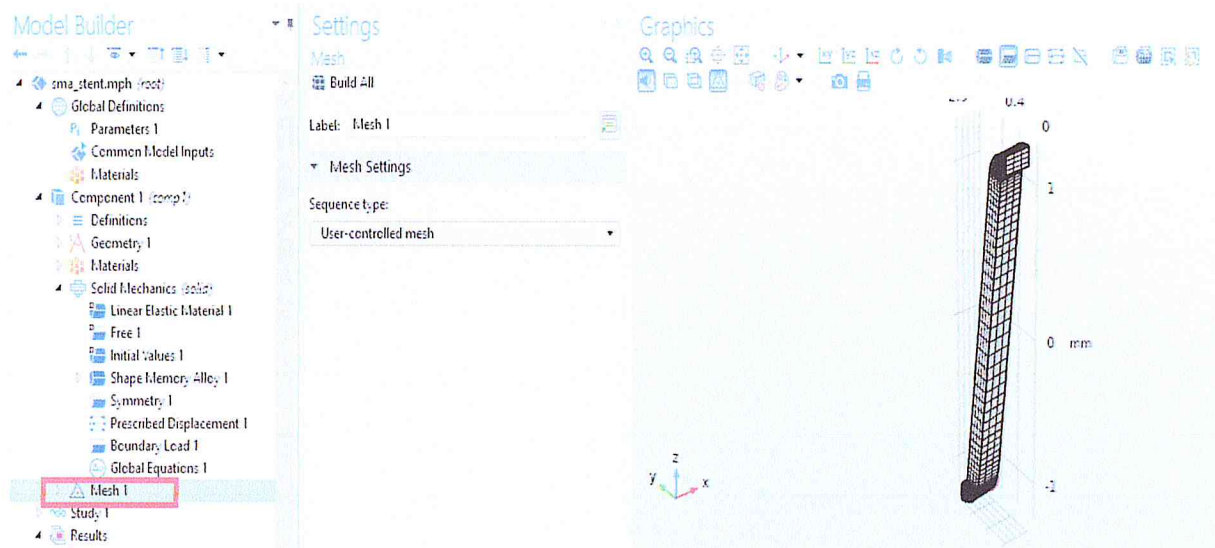 Model Builder
sma_stent.mph (root)
Global Definitions
Pi Parameters 1
Common Model Inputs
Materials
Component 1 (comp1)
Definitions
Geometry 1
Materials
Solid Mechanics (solid)
Linear Elastic Material 1
Free 1
Initial Values 1
Shape Memory Alloy 1
Symmetry 1
Prescribed Displacement 1
Boundary Load 1
Global Equations 1
Mesh 1
Study 1
Results
Settings
Mesh
Build All
Label: Mesh 1
Mesh Settings
Sequence type:
User-controlled mesh
Graphics
0.4
0
1
0 mm
-1
z
y x